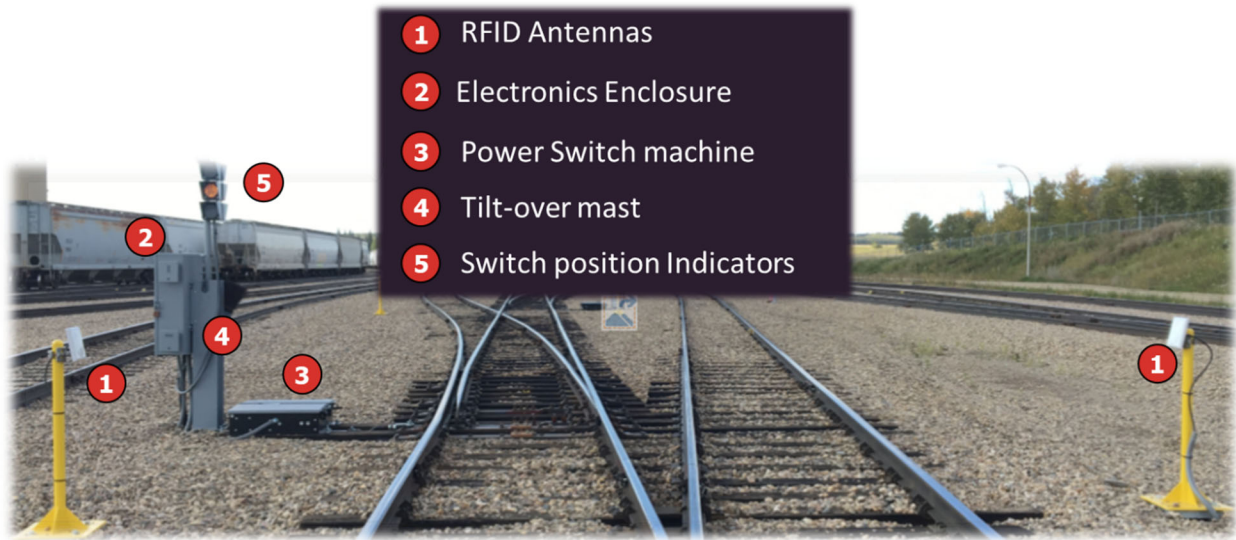 1 RFID Antennas
2 Electronics Enclosure
3 Power Switch machine
4 Tilt-over mast
5 Switch position Indicators
5
2
4
3
1
1